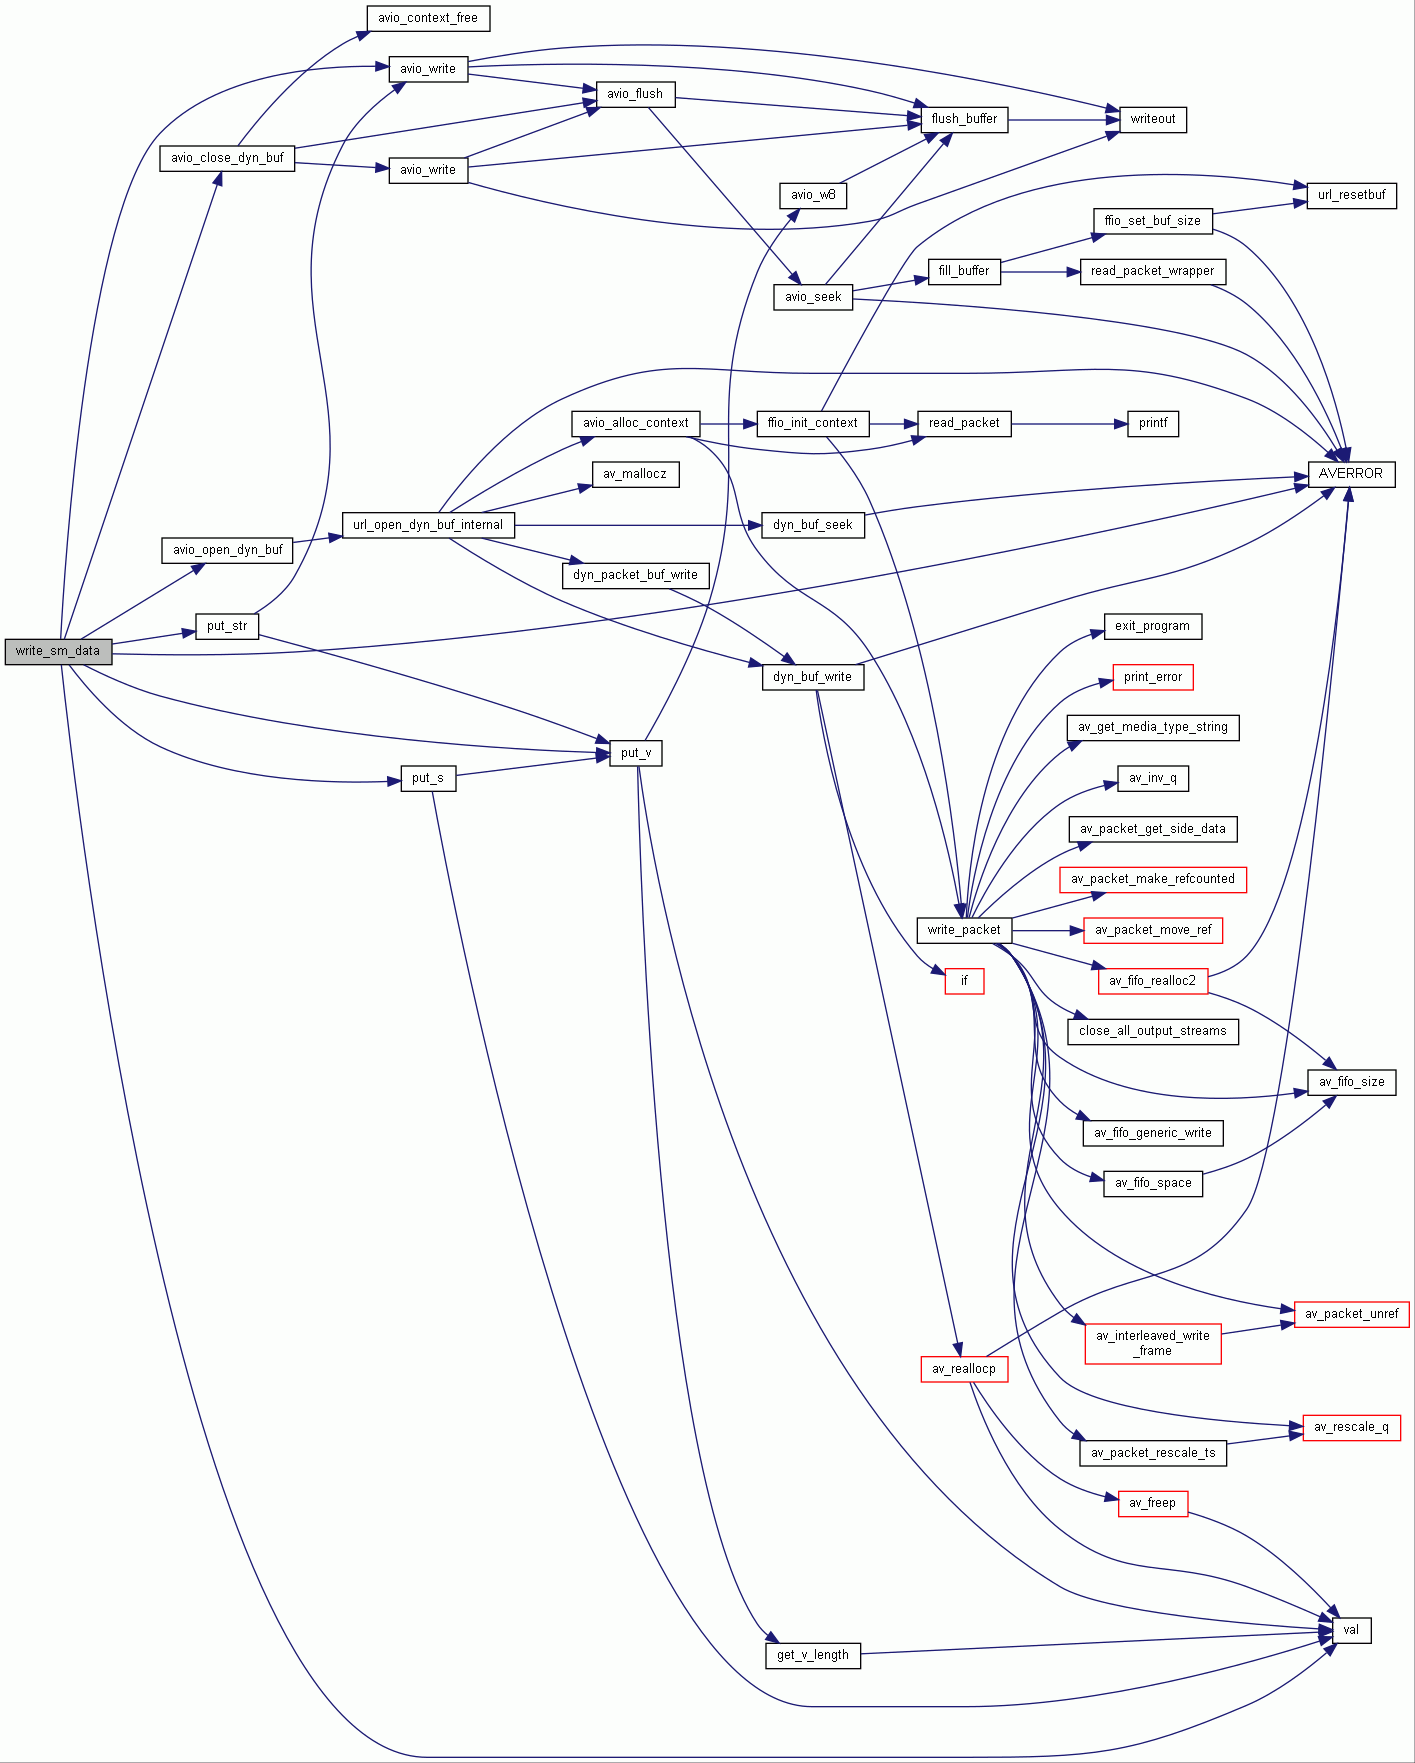 avio_context_free
avio_write
avio_flush
flush_buffer
writeout
avio_close_dyn_buf
avio_write
avio_w8
url_resetbuf
ffio_set_buf_size
fill_buffer
read_packet_wrapper
avio_seek
avio_alloc_context
ffio_init_context
read_packet
printf
av_mallocz
AVERROR
url_open_dyn_buf_internal
dyn_buf_seek
avio_open_dyn_buf
dyn_packet_buf_write
put_str
exit_program
write_sm_data
dyn_buf_write
print_error
av_get_media_type_string
put_v
put_s
av_inv_q
av_packet_get_side_data
av_packet_make_refcounted
write_packet
av_packet_move_ref
if
av_fifo_realloc2
close_all_output_streams
av_fifo_size
av_fifo_generic_write
av_fifo_space
av_packet_unref
av_interleaved_write
_frame
av_reallocp
av_rescale_q
av_packet_rescale_ts
av_freep
val
get_v_length